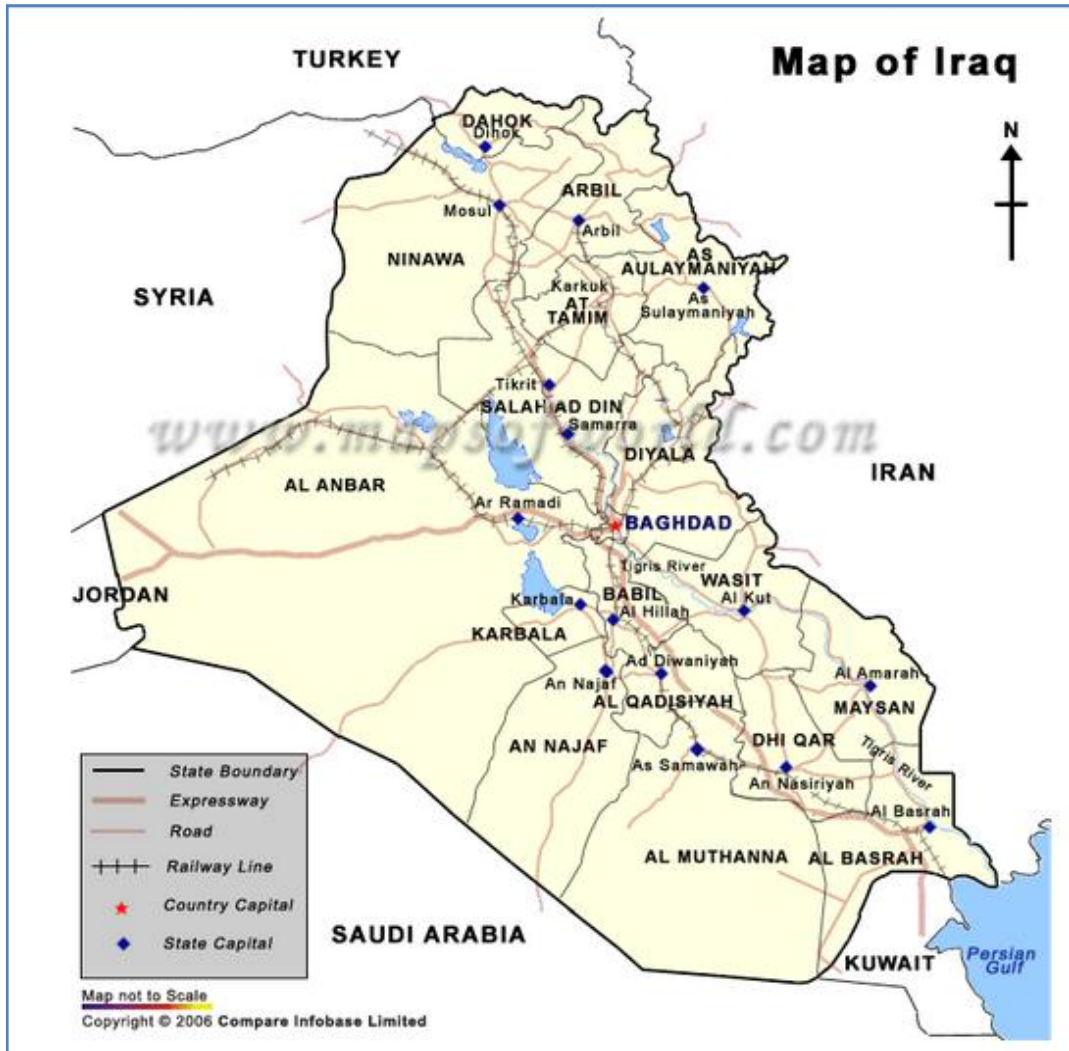 Map of Iraq
TURKEY
N
DAHOK
Dihok
ARBIL
Mosul
Arbil
NINAWA
AS
AULAYMANIYAH
SYRIA
Karkuk
AT
TAMIM
As
Sulaymaniyah
Tikrit
SALAH AD DIN
Samarra
www.mapsofworld.com
DIYALA
IRAN
AL ANBAR
Ar Ramadi
BAGHDAD
Tigris River
WASIT
JORDAN
Karbala
BABIL
Al Kut
Al Hillah
KARBALA
Ad Diwaniyah
An Najaf
Al Amarah
AL QADISIYAH
MAYSAN
AN NAJAF
DHI QAR
As Samawah
Tigris River
An Nasiriyah
Al Basrah
AL MUTHANNA
AL BASRAH
State Boundary
Expressway
Road
Railway Line
Country Capital
State Capital
SAUDI ARABIA
KUWAIT
Persian
Gulf
Map not to Scale
Copyright © 2006 Compare Infobase Limited